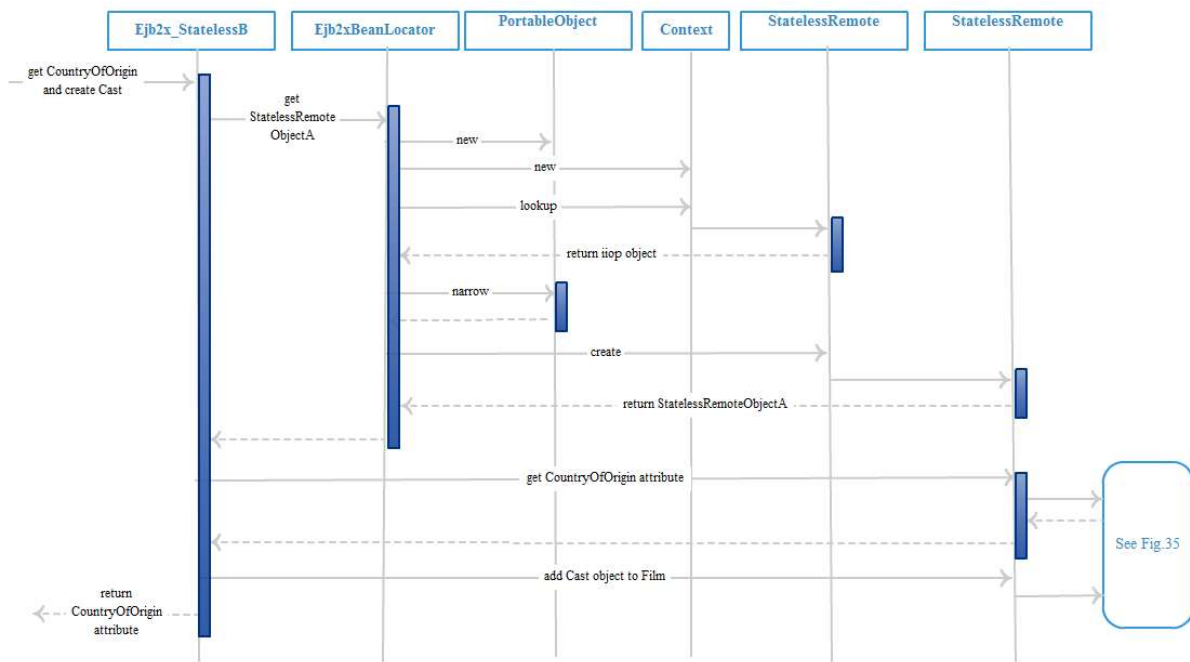 Ejb2x_StatelessB
Ejb2xBeanLocator
PortableObject
Context
StatelessRemote
StatelessRemote
get CountryOfOrigin
and create Cast
get
StatelessRemote
ObjectA
new
new
lookup
return iiop object
narrow
create
return StatelessRemoteObjectA
get CountryOfOrigin attribute
See Fig.35
add Cast object to Film
return
CountryOfOrigin
attribute